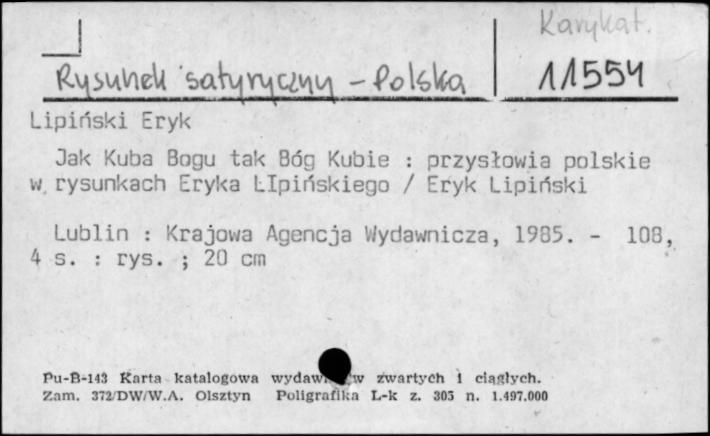 Karykat.
Rysunek satyryczny - Polska 11554
Lipiński Eryk
Jak Kuba Bogu tak Bóg Kubie : przysłowia polskie
w rysunkach Eryka LIpińskiego / Eryk Lipiński
Lublin : Krajowa Agencja Wydawnicza, 1985. - 108,
4 s. : rys. ; 20 cm
Pu-B-143 Karta katalogowa zwartych i ciągłych.
Zam. 372/DW/W.A. Olsztyn Poligrafika L-k z. 305 n. 1.497.000